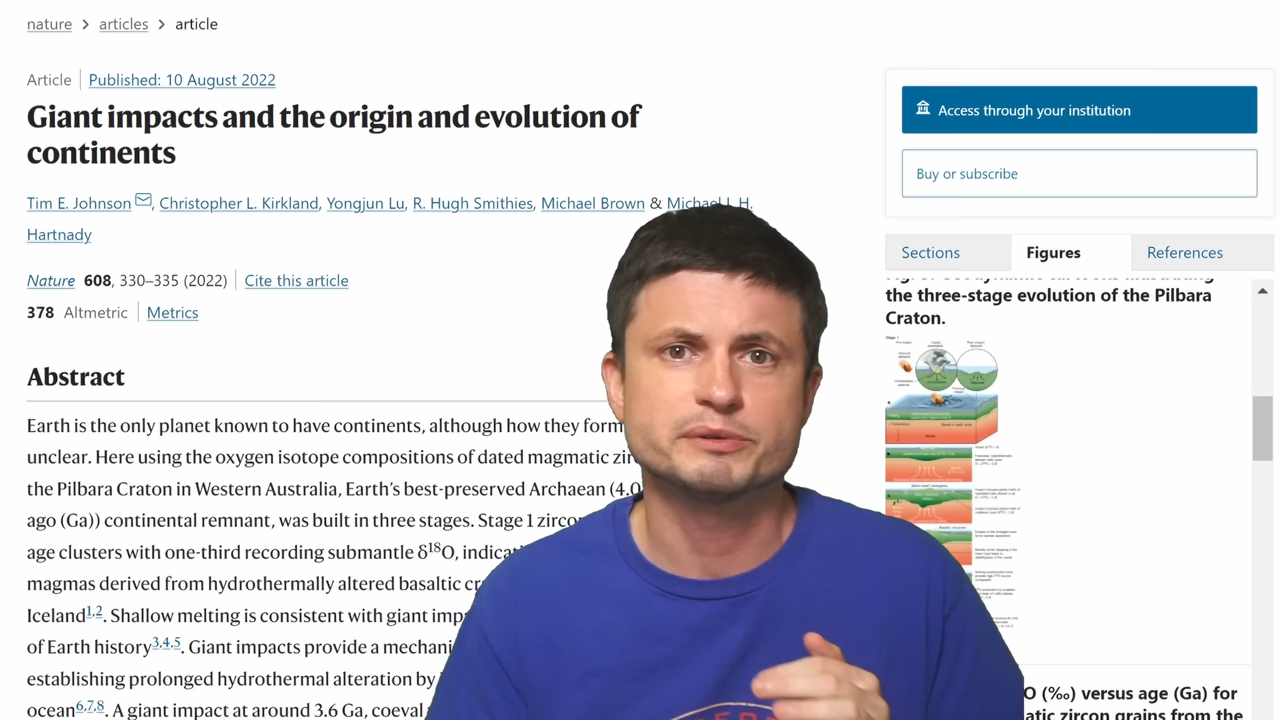 nature > articles > article
Article | Published: 10 August 2022
Giant impacts and the origin and evolution of
continents
Tim E. Johnson, Christopher L. Kirkland, Yongjun Lu, R. Hugh Smithies, Michael Brown & Michael I. H.
Hartnady
Nature 608, 330–335 (2022) | Cite this article
378 Altmetric | Metrics
Abstract
Earth is the only planet known to have continents, although how they form
unclear. Here using the oxygen isotope compositions of dated magmatic zir
the Pilbara Craton in Western Australia, Earth's best-preserved Archaean (4.0
ago (Ga)) continental remnant, was built in three stages. Stage 1 zirco
age clusters with one-third recording submantle δ18O, indica
magmas derived from hydrothermally altered basaltic cr
Iceland1,2. Shallow melting is consistent with giant imp
of Earth history3,4,5. Giant impacts provide a mechani
establishing prolonged hydrothermal alteration by
ocean6,7,8. A giant impact at around 3.6 Ga, coeval
Access through your institution
Buy or subscribe
Sections
Figures
References
the three-stage evolution of the Pilbara
Craton.
Stage 1
O (‰) versus age (Ga) for
atic zircon grains from the